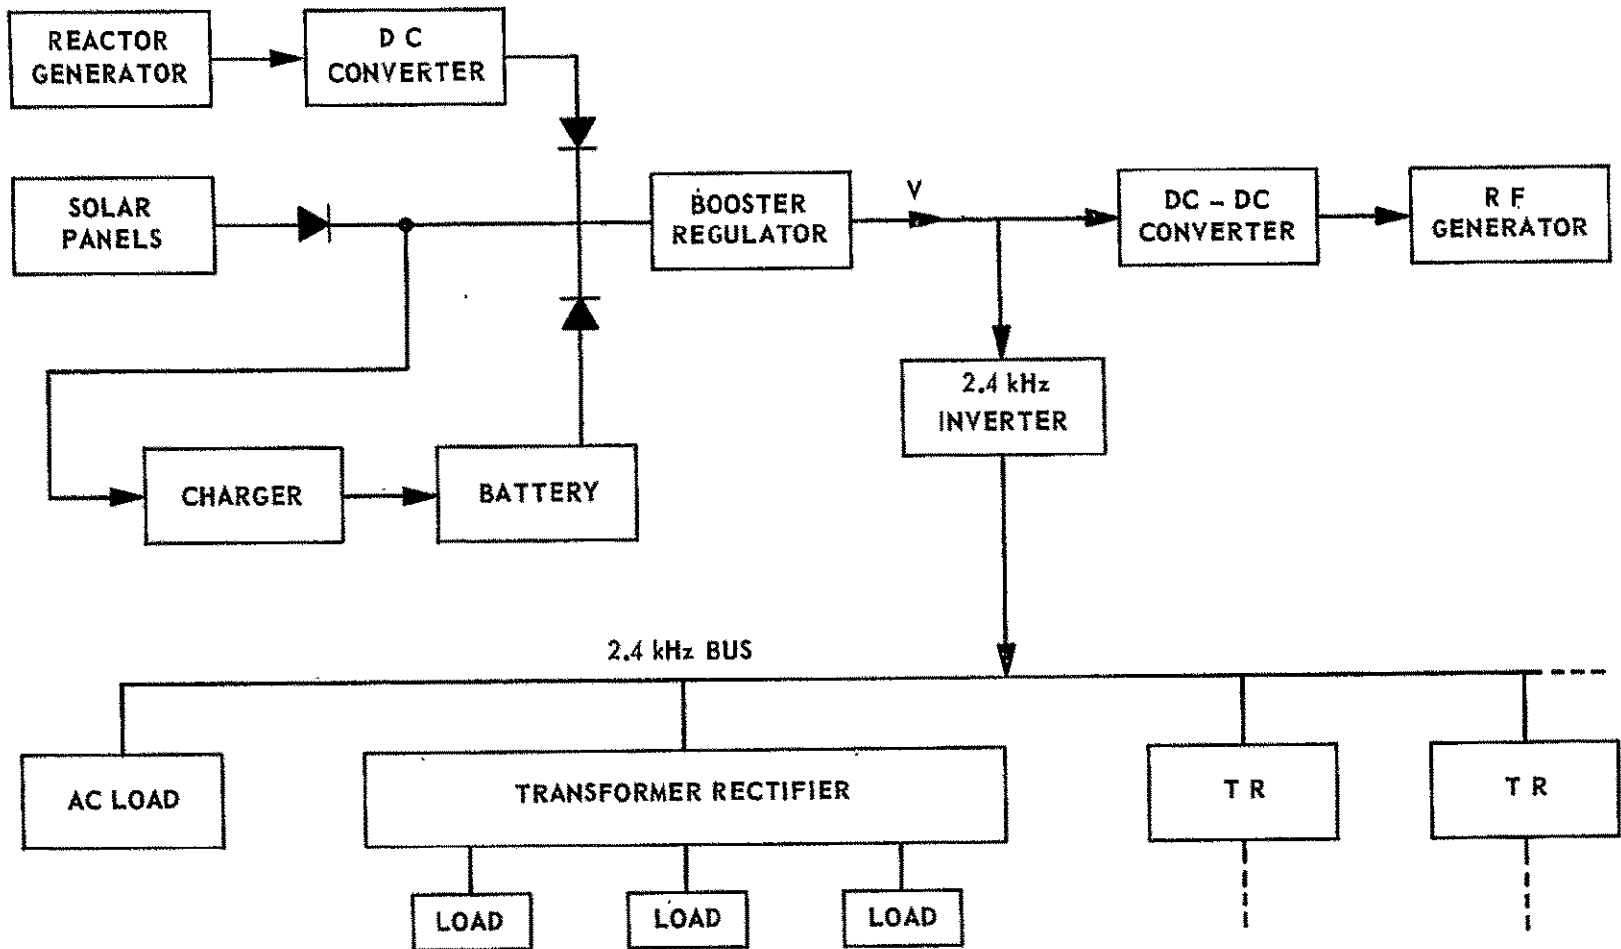 REACTOR
GENERATOR
D C
CONVERTER
SOLAR
PANELS
BOOSTER
REGULATOR
V
DC – DC
CONVERTER
R F
GENERATOR
2.4 kHz
INVERTER
CHARGER
BATTERY
2.4 kHz BUS
AC LOAD
TRANSFORMER RECTIFIER
T R
T R
LOAD
LOAD
LOAD